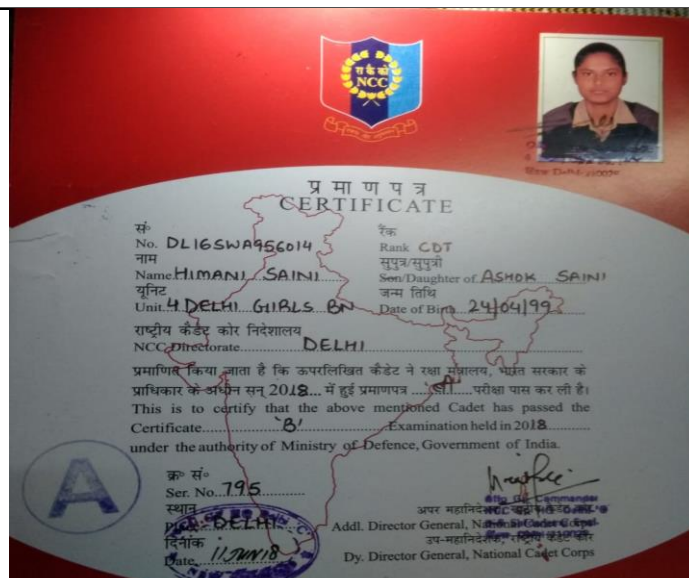 रा कै को
NCC
प्र मा ण प त्र
CERTIFICATE
सं॰
No. DL16SWA956014
रैंक
Rank CDT
नाम
Name HIMANI SAINI
सुपुत्र/सुपुत्री
Son/Daughter of ASHOK SAINI
यूनिट
Unit 4 DELHI GIRLS BN
जन्म तिथि
Date of Birth 24/04/99
राष्ट्रीय कैडेट कोर निदेशालय
NCC Directorate DELHI
प्रमाणित किया जाता है कि ऊपरलिखित कैडेट ने रक्षा मंत्रालय, भारत सरकार के
प्राधिकार के अधीन सन् 2018 में हुई प्रमाणपत्र परीक्षा पास कर ली है।
This is to certify that the above mentioned Cadet has passed the
Certificate 'B' Examination held in 2018
under the authority of Ministry of Defence, Government of India.
A
क्र॰ सं॰
Ser. No. 795
स्थान
Place DELHI
दिनांक
Date 11 JUN 18
अपर महानिदेशक,
Addl. Director General, National Cadet Corps
उप-महानिदेशक, राष्ट्रीय कैडेट कोर
Dy. Director General, National Cadet Corps